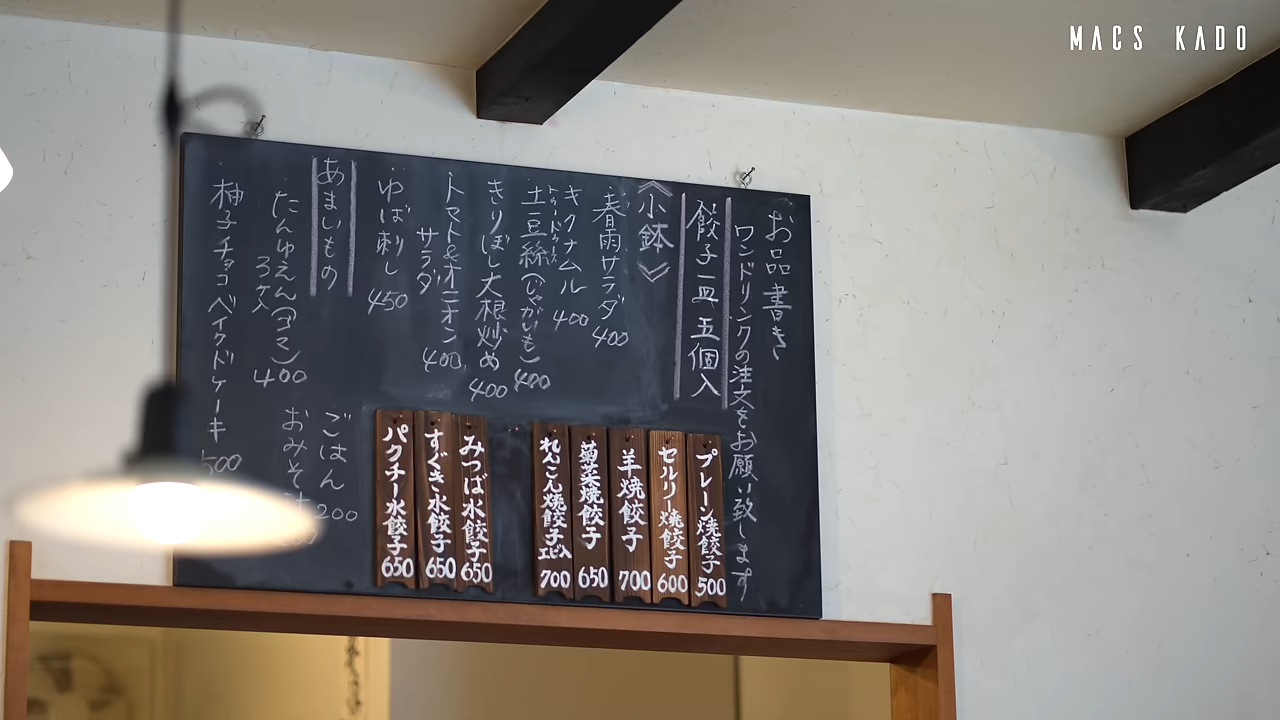 MACS KADO
お品書き
ワンドリンクの注文をお願い致します
餃子一皿 五個入
プレーン焼餃子 500
セルリー焼餃子 600
羊焼餃子 700
菊菜焼餃子 650
れんこん焼餃子 エビ入 700
みつば水餃子 650
すぐき水餃子 650
パクチー水餃子 650
《小鉢》
春雨サラダ 400
キクナムル 400
土豆絲(じゃがいも) 400
きりぼし大根炒め 400
トマト&オニオン
サラダ 400
ゆば刺し 450
あまいもの
たんゆえん(ゴマ)
3ケ入 400
柚子チョコベイクドケーキ 500
ごはん 200
おみそ汁